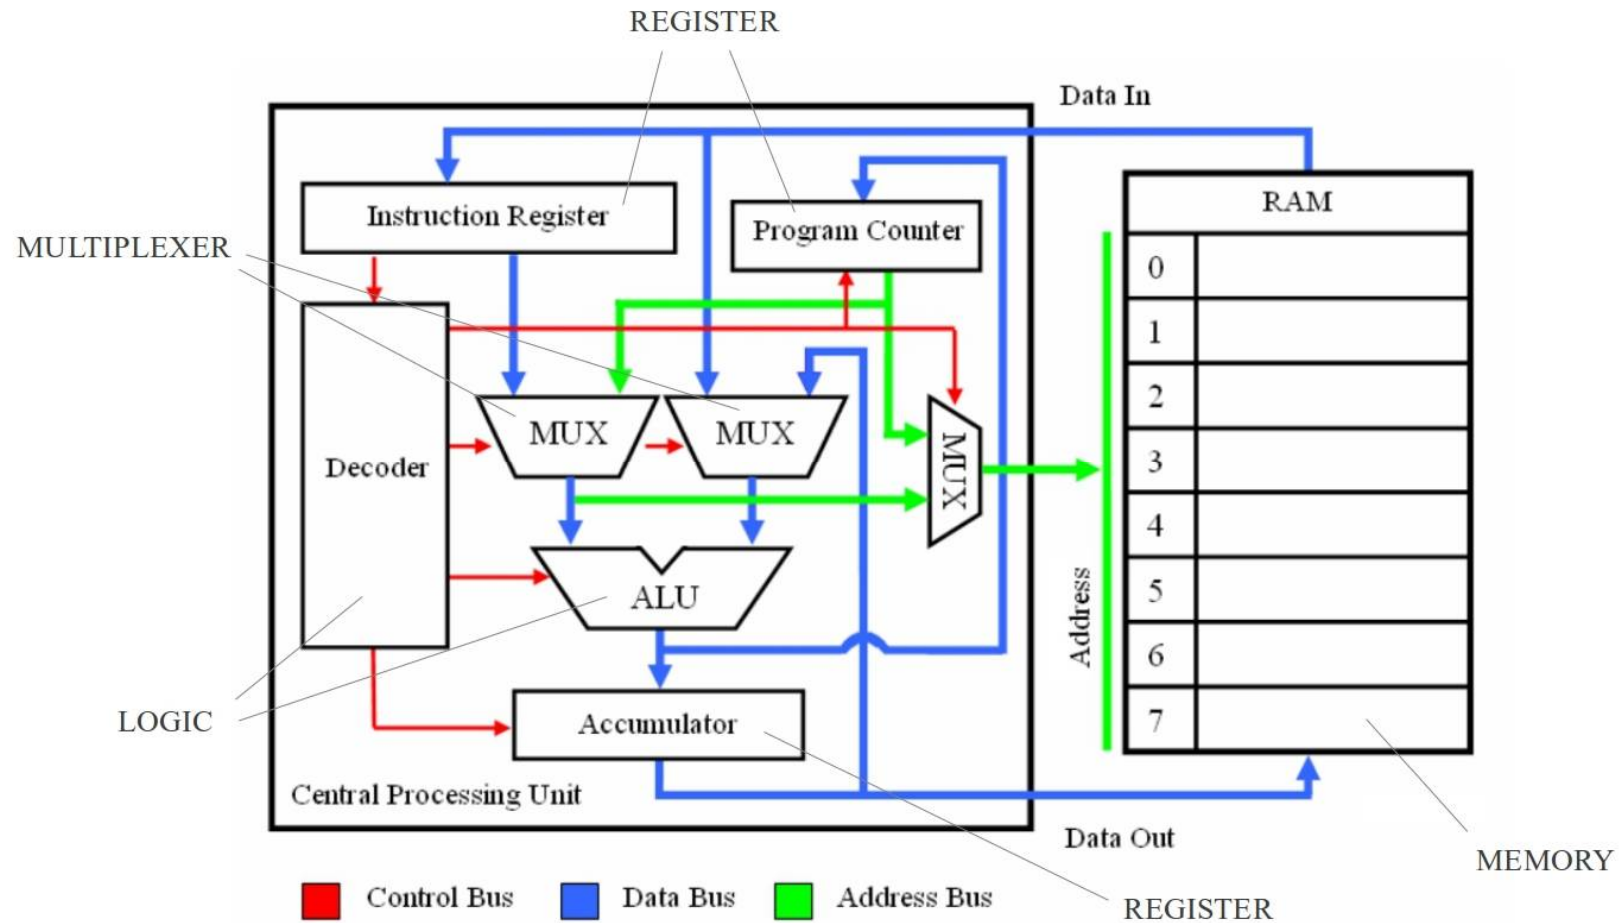 REGISTER
Data In
RAM
Instruction Register
Program Counter
MULTIPLEXER
0
1
2
3
4
5
6
7
MUX
MUX
MUX
Decoder
ALU
Address
LOGIC
Accumulator
Central Processing Unit
Data Out
MEMORY
Control Bus
Data Bus
Address Bus
REGISTER